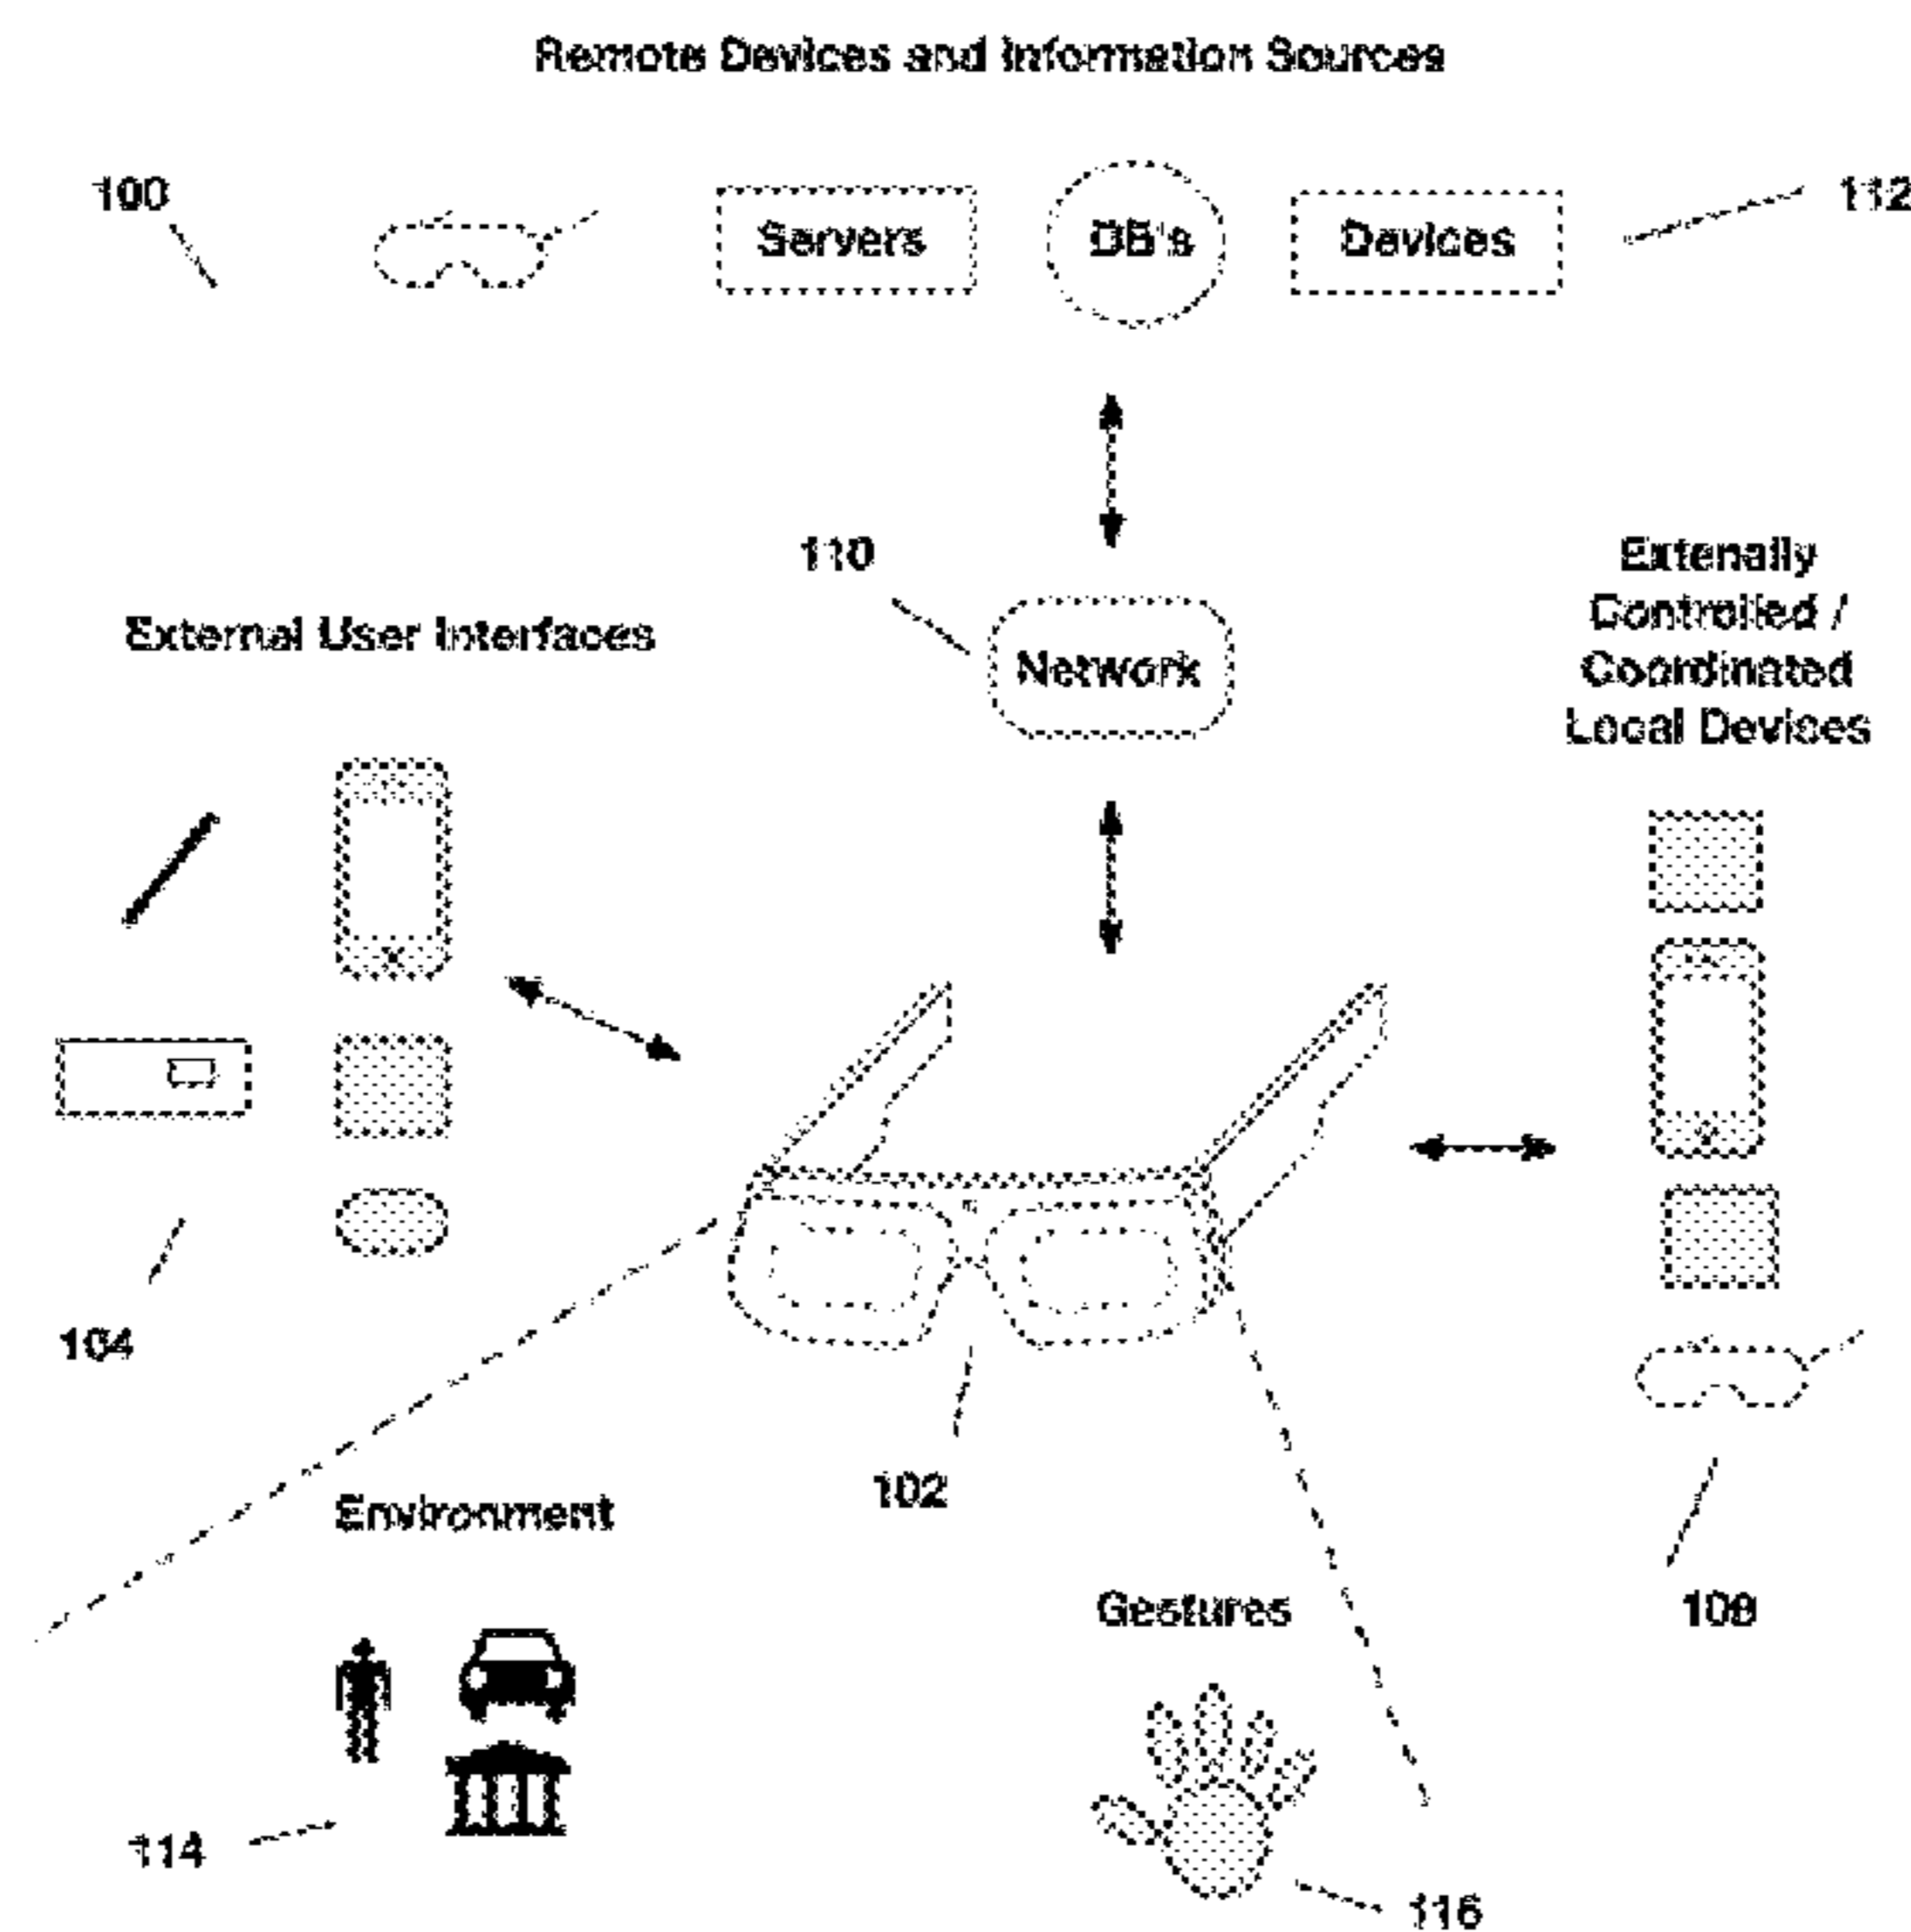 Remote Devices and Information Sources
100
Servers
DB's
Devices
112
110
Network
External User Interfaces
Extenally
Controlled /
Coordinated
Local Devices
104
102
108
Environment
Gestures
114
116